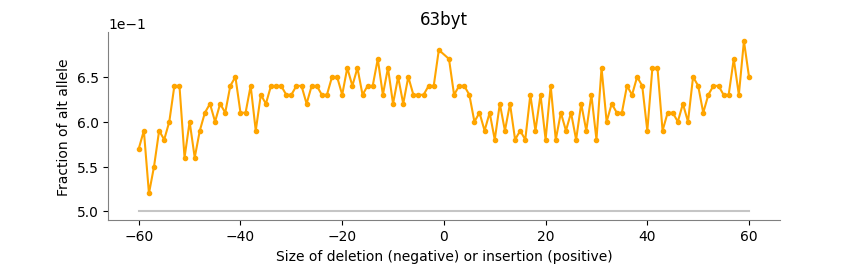 63byt
1e−1
Fraction of alt allele
6.5
6.0
5.5
5.0
−60 −40 −20 0 20 40 60
Size of deletion (negative) or insertion (positive)